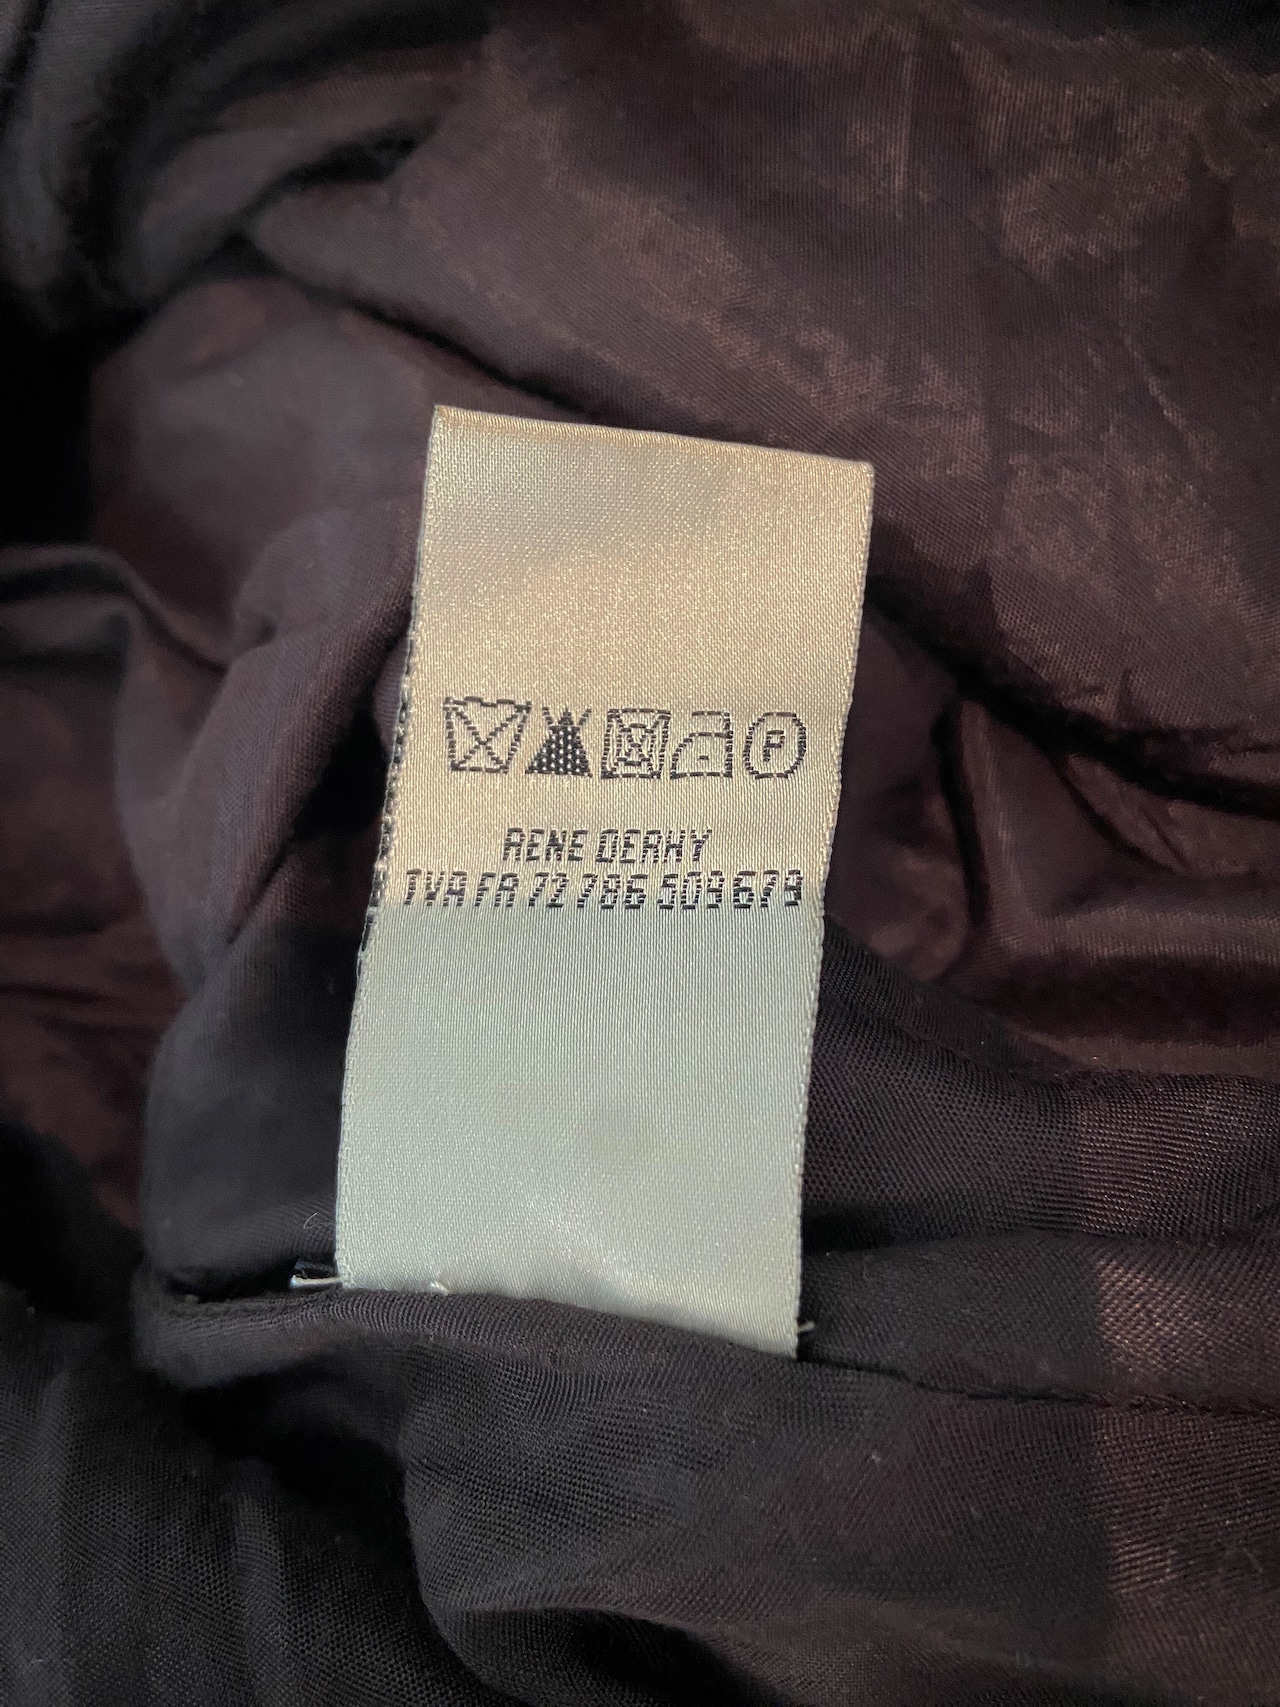 P
RENE DERHY
TVA FR 72 786 509 679